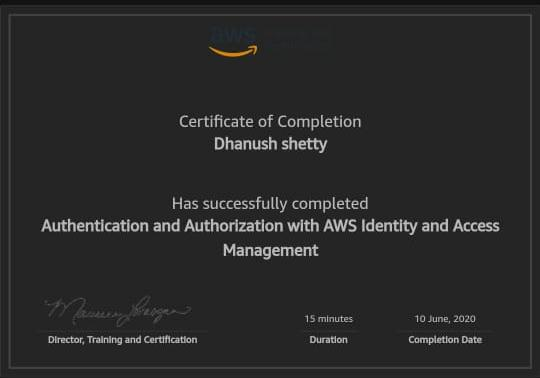 aws
Certificate of Completion
Dhanush shetty
Has successfully completed
Authentication and Authorization with AWS Identity and Access
Management
15 minutes
10 June, 2020
Director, Training and Certification
Duration
Completion Date